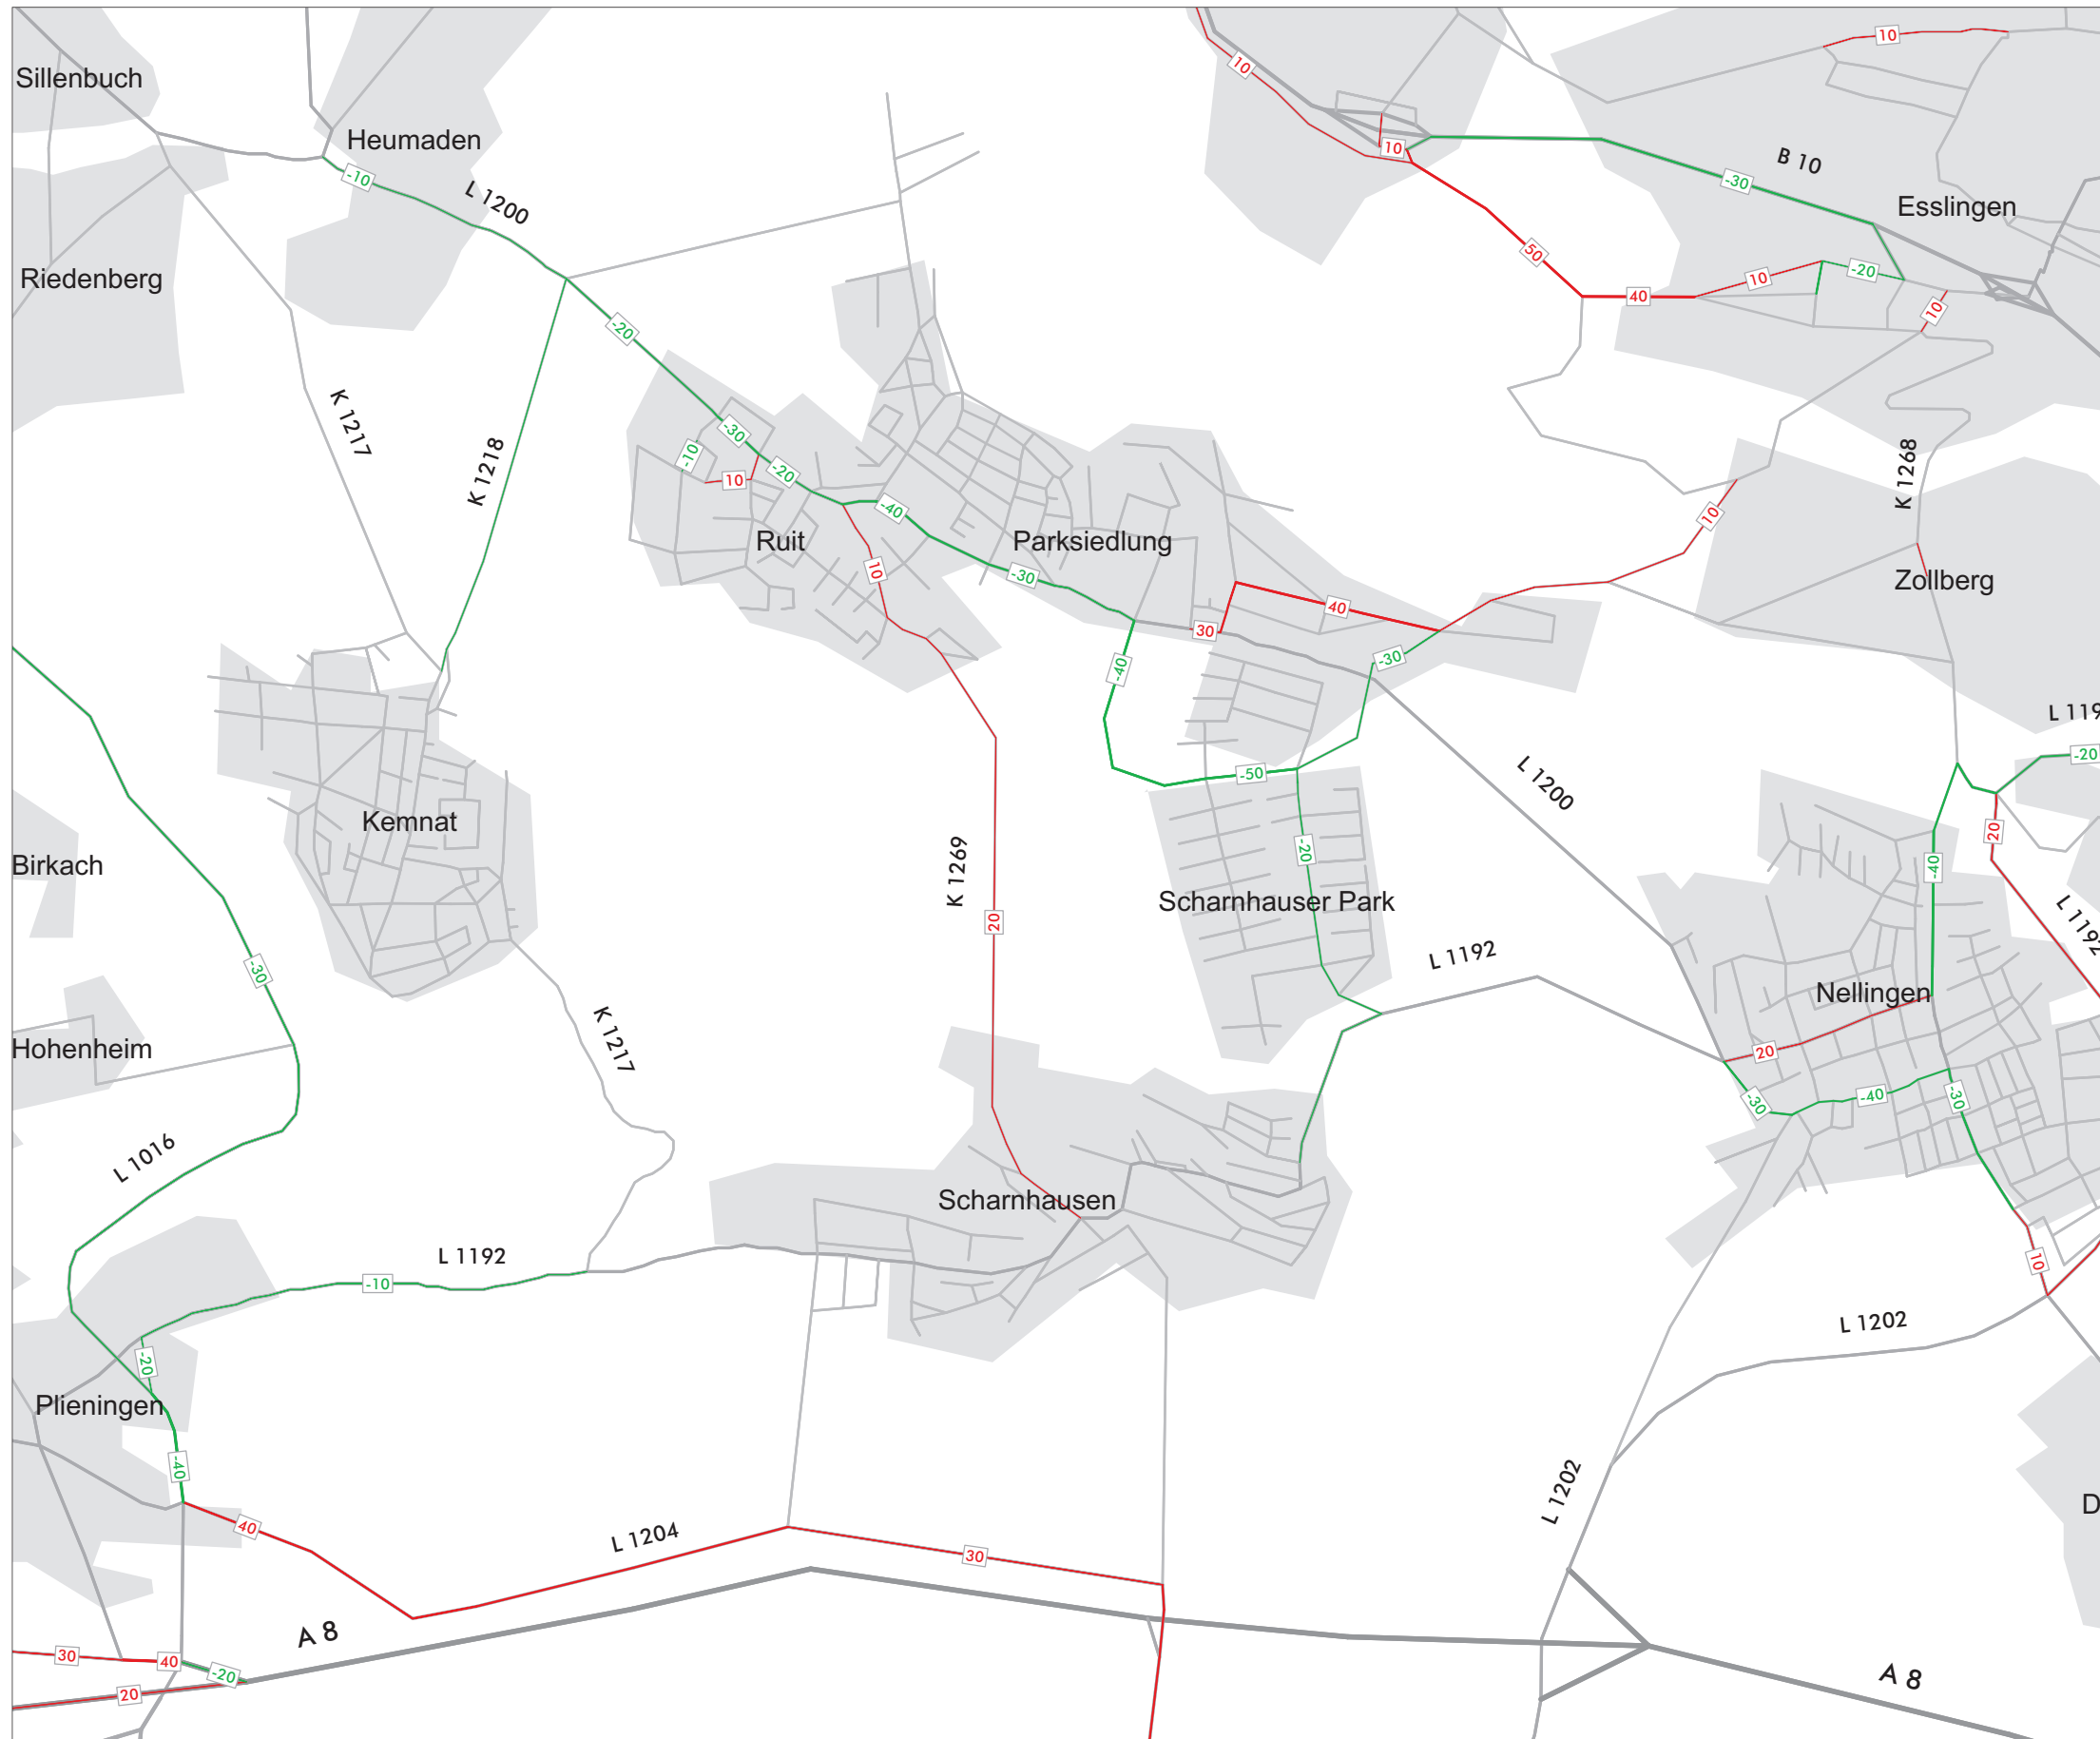 10
Sillenbuch
10
Heumaden
10
B 10
-10
-30
L 1200
Esslingen
50
Riedenberg
-20
10
40
10
-20
K 1217
-30
-10
-20
10
K 1218
K 1268
-40
10
Ruit
Parksiedlung
10
-30
Zollberg
40
30
-30
-40
L 119
-20
-50
L 1200
Kemnat
20
-20
Birkach
K 1269
-40
Scharnhauser Park
20
L 1192
L 1192
-30
Nellingen
Hohenheim
K 1217
20
-40
-30
-30
L 1016
Scharnhausen
L 1192
10
-10
L 1202
-20
Plieningen
-40
L 1202
D
40
L 1204
30
A 8
30
40
-20
A 8
20